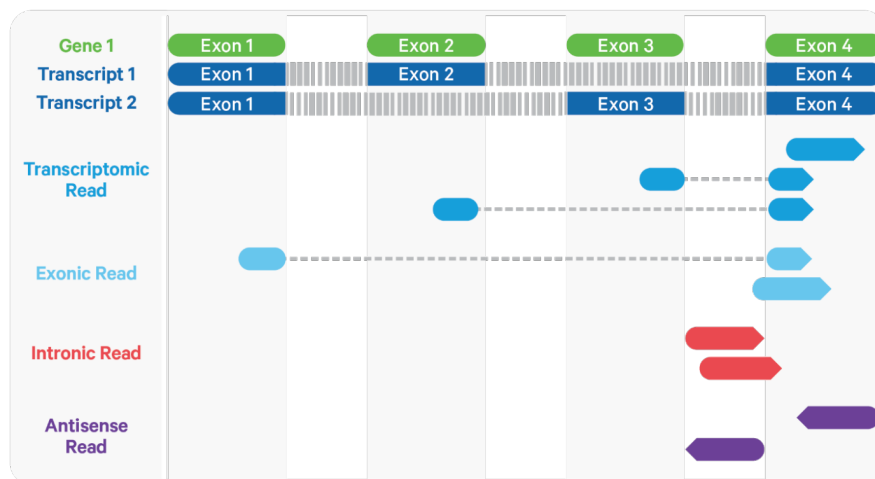 Gene 1 Exon 1 Exon 2 Exon 3 Exon 4
Transcript 1 Exon 1 Exon 2 Exon 4
Transcript 2 Exon 1 Exon 3 Exon 4
Transcriptomic
Read
Exonic Read
Intronic Read
Antisense
Read